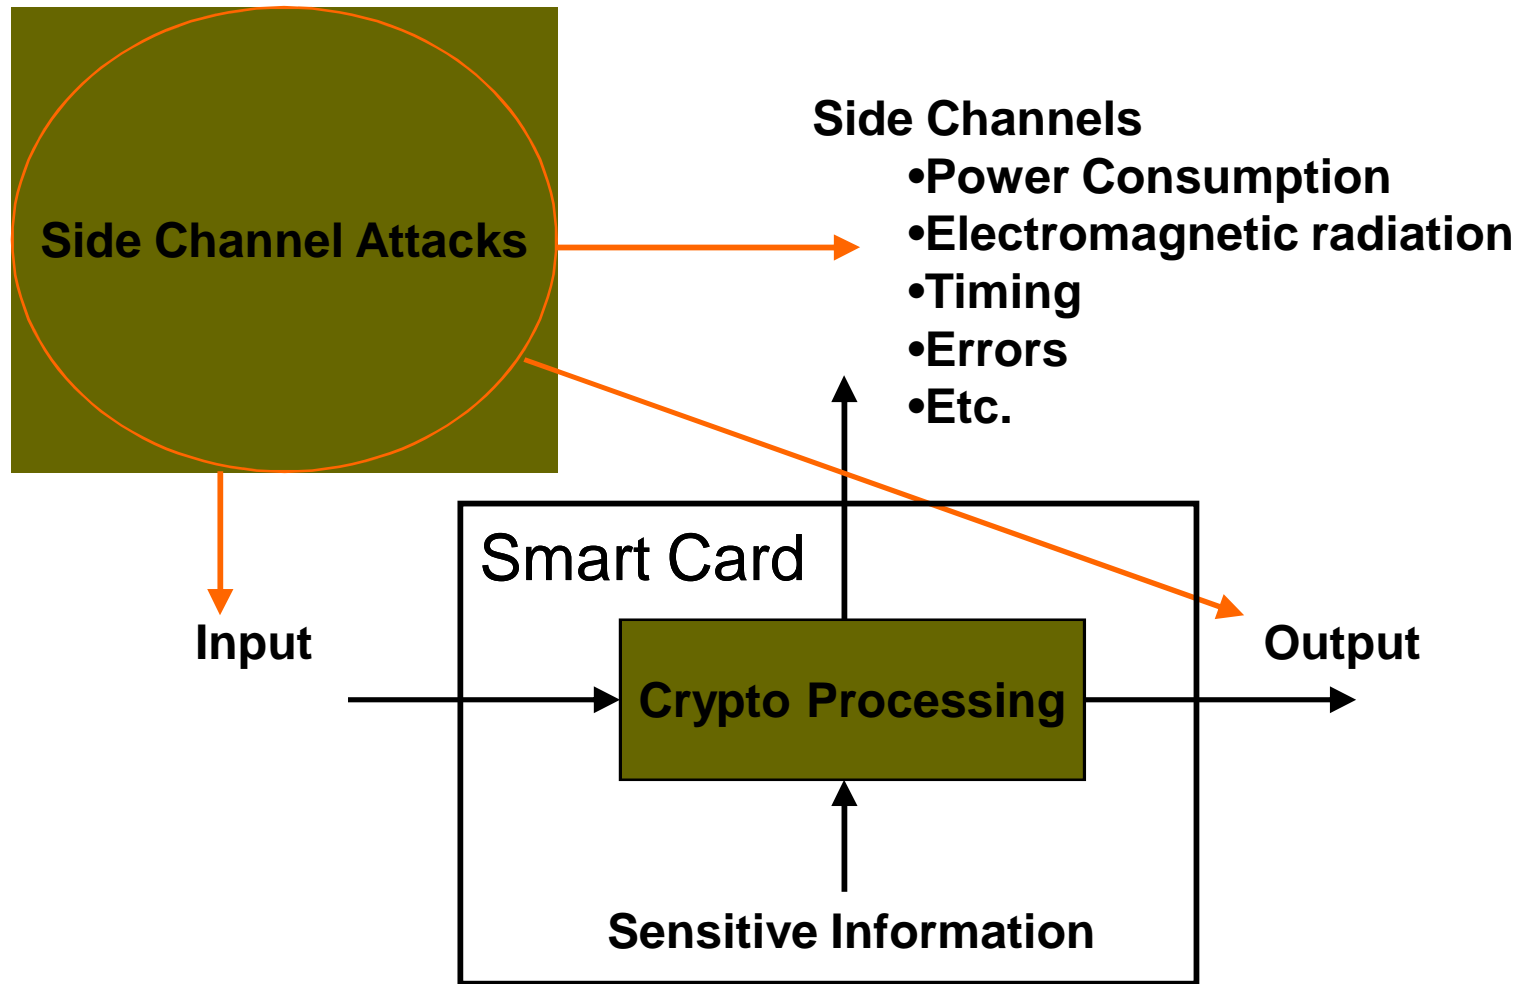 Side Channel Attacks
Side Channels
•Power Consumption
•Electromagnetic radiation
•Timing
•Errors
•Etc.
Smart Card
Input
Output
Crypto Processing
Sensitive Information